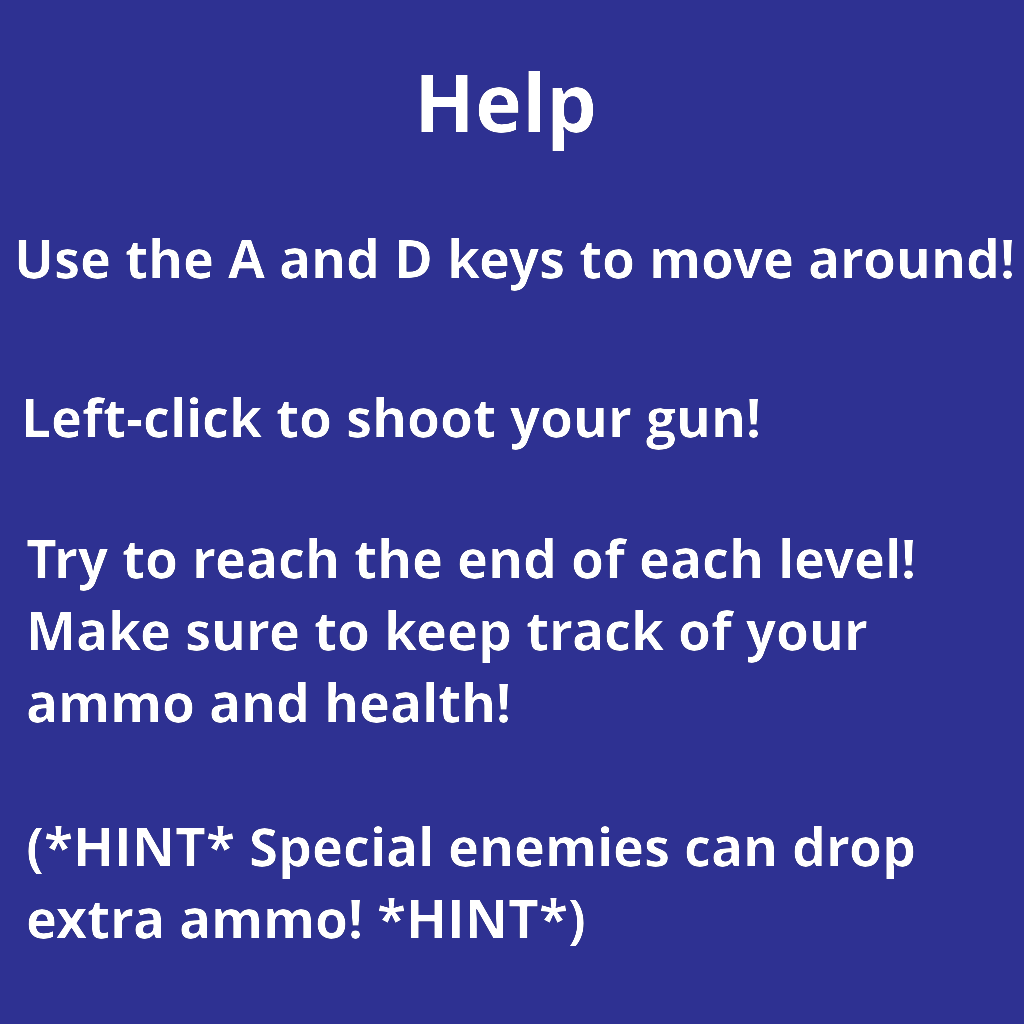 Help
Use the A and D keys to move around!
Left-click to shoot your gun!
Try to reach the end of each level!
Make sure to keep track of your
ammo and health!
(*HINT* Special enemies can drop
extra ammo! *HINT*)